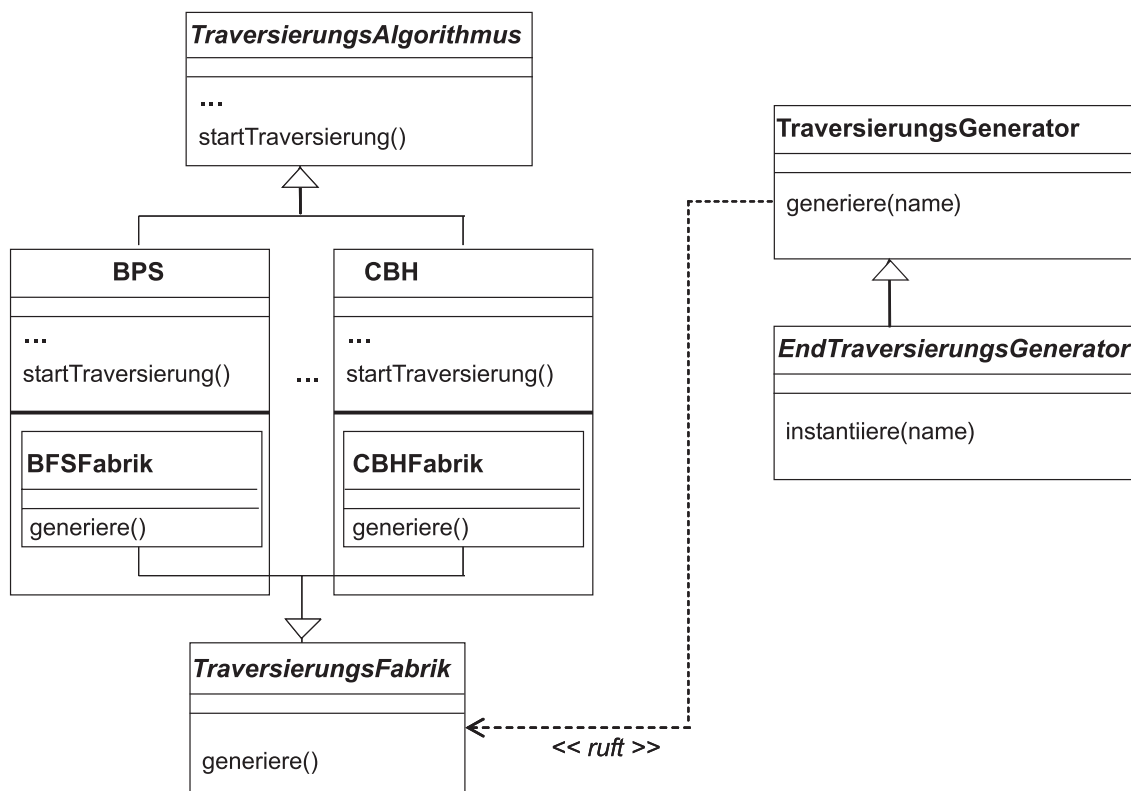 TraversierungsAlgorithmus
...
startTraversierung()
TraversierungsGenerator
generiere(name)
BPS
...
startTraversierung()
...
CBH
...
startTraversierung()
EndTraversierungsGenerator
instantiiere(name)
BFSFabrik
generiere()
CBHFabrik
generiere()
TraversierungsFabrik
generiere()
<< ruft >>